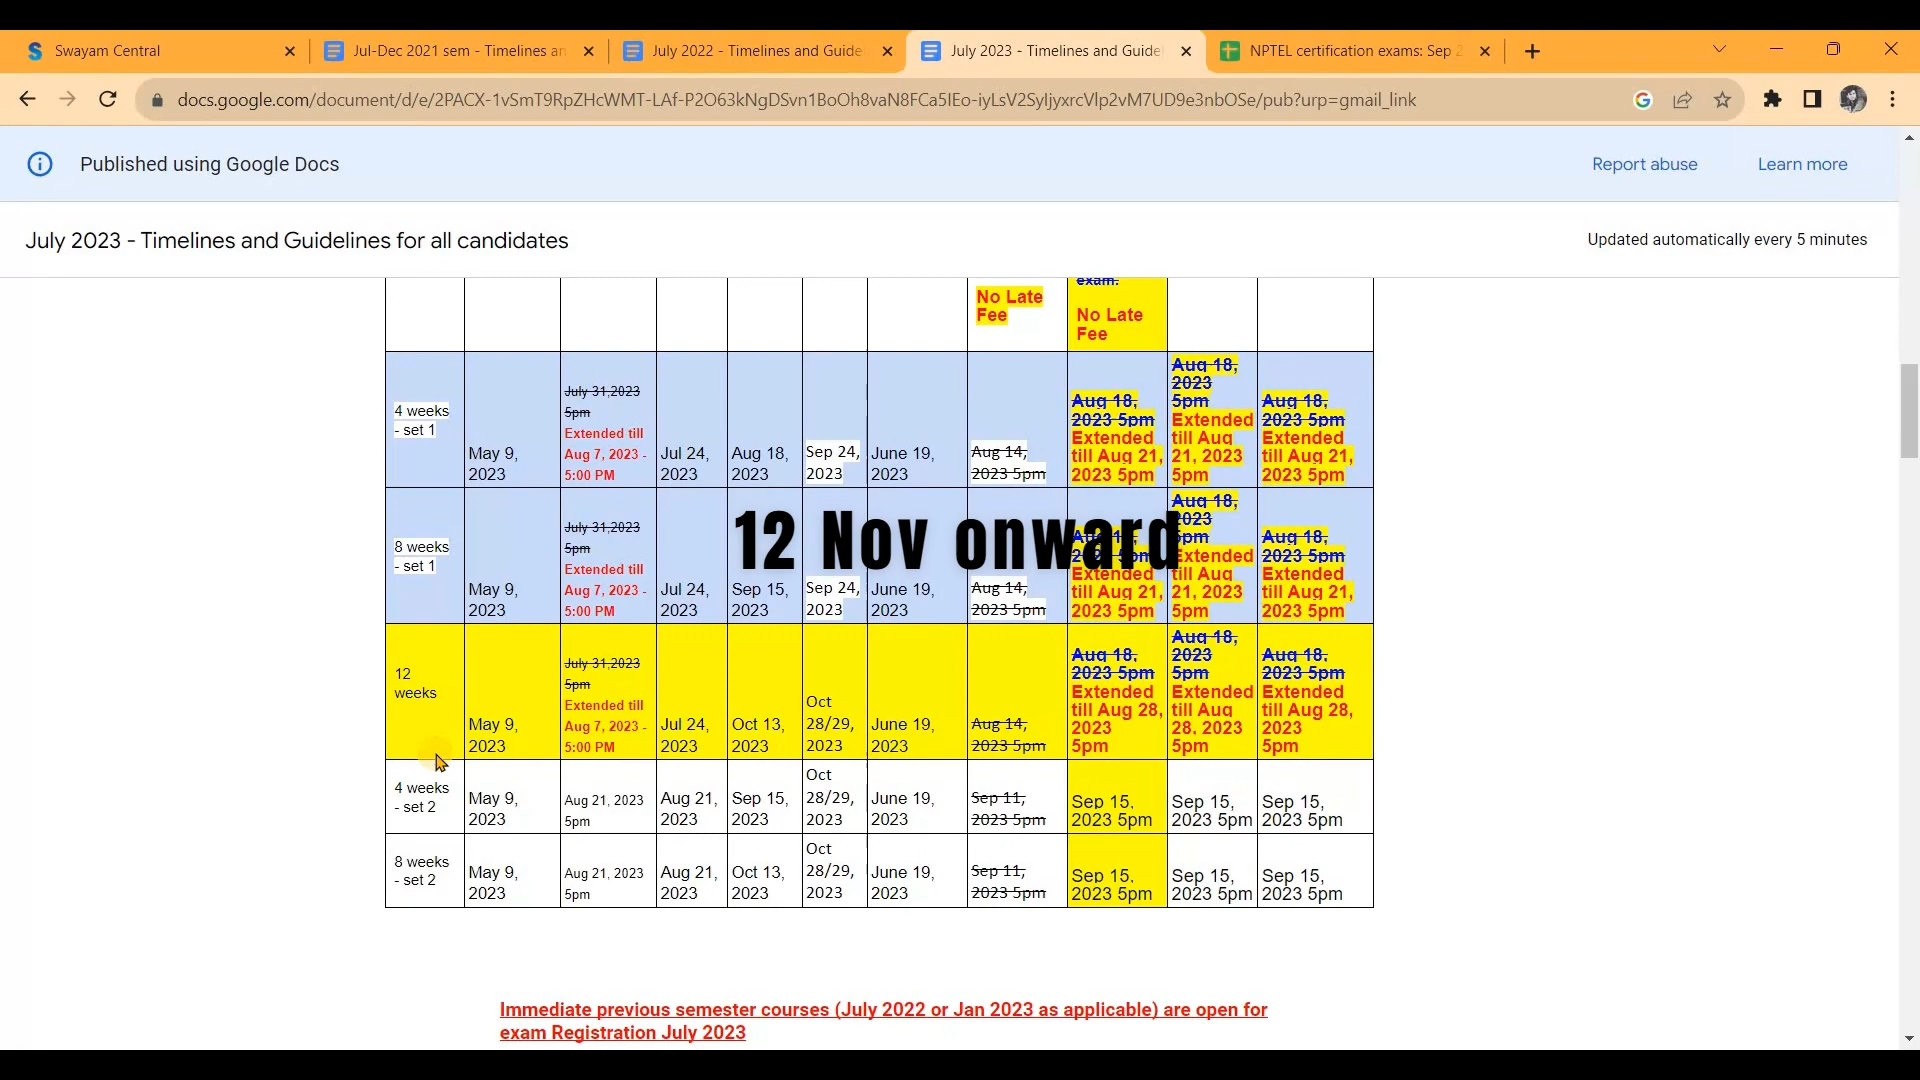 Swayam Central
Jul-Dec 2021 sem - Timelines an
July 2022 - Timelines and Guide
July 2023 - Timelines and Guidel
NPTEL certification exams: Sep 2
docs.google.com/document/d/e/2PACX-1vSmT9RpZHcWMT-LAf-P2O63kNgDSvn1BoOh8vaN8FCa5IEo-iyLsV2SyljyxrcVlp2vM7UD9e3nbOSe/pub?urp=gmail_link
Published using Google Docs
Report abuse
Learn more
July 2023 - Timelines and Guidelines for all candidates
Updated automatically every 5 minutes
No Late
Fee
exam.
No Late
Fee
4 weeks
- set 1
May 9,
2023
July 31,2023
5pm
Extended till
Aug 7, 2023 -
5:00 PM
Jul 24,
2023
Aug 18,
2023
Sep 24,
2023
June 19,
2023
Aug 14,
2023 5pm
Aug 18,
2023 5pm
Extended
till Aug 21,
2023 5pm
Aug 18,
2023
5pm
Extended
till Aug
21, 2023
5pm
Aug 18,
2023 5pm
Extended
till Aug 21,
2023 5pm
8 weeks
- set 1
May 9,
2023
July 31,2023
5pm
Extended till
Aug 7, 2023 -
5:00 PM
Jul 24,
2023
Sep 15,
2023
Sep 24,
2023
June 19,
2023
Aug 14,
2023 5pm
Extended
till Aug 21,
2023 5pm
Aug 18,
2023
5pm
Extended
till Aug
21, 2023
5pm
Aug 18,
2023 5pm
Extended
till Aug 21,
2023 5pm
12 Nov onward
12
weeks
May 9,
2023
July 31,2023
5pm
Extended till
Aug 7, 2023 -
5:00 PM
Jul 24,
2023
Oct 13,
2023
Oct
28/29,
2023
June 19,
2023
Aug 14,
2023 5pm
Aug 18,
2023 5pm
Extended
till Aug 28,
2023
5pm
Aug 18,
2023
5pm
Extended
till Aug
28, 2023
5pm
Aug 18,
2023 5pm
Extended
till Aug 28,
2023
5pm
4 weeks
- set 2
May 9,
2023
Aug 21, 2023
5pm
Aug 21,
2023
Sep 15,
2023
Oct
28/29,
2023
June 19,
2023
Sep 11,
2023 5pm
Sep 15,
2023 5pm
Sep 15,
2023 5pm
Sep 15,
2023 5pm
8 weeks
- set 2
May 9,
2023
Aug 21, 2023
5pm
Aug 21,
2023
Oct 13,
2023
Oct
28/29,
2023
June 19,
2023
Sep 11,
2023 5pm
Sep 15,
2023 5pm
Sep 15,
2023 5pm
Sep 15,
2023 5pm
Immediate previous semester courses (July 2022 or Jan 2023 as applicable) are open for
exam Registration July 2023